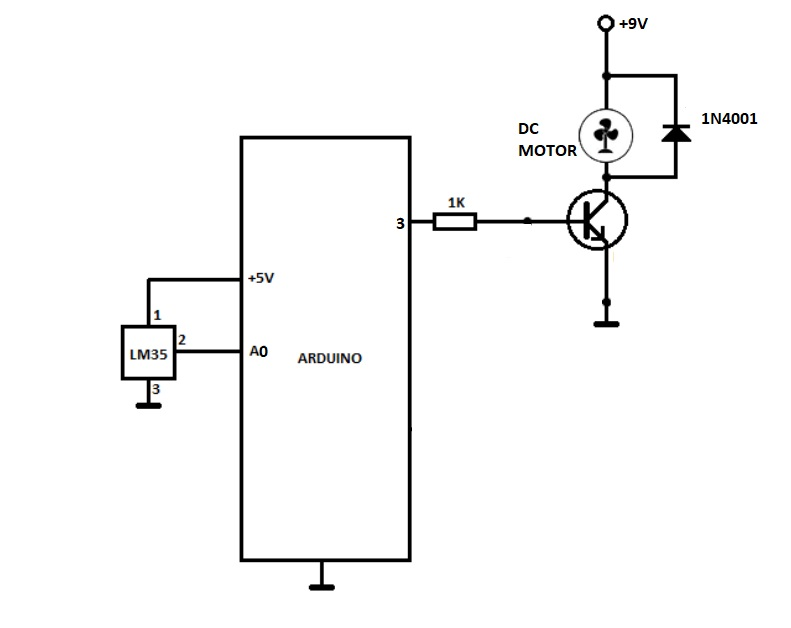 +9V
1N4001
DC
MOTOR
1K
3
+5V
1
2
LM35
A0
ARDUINO
3